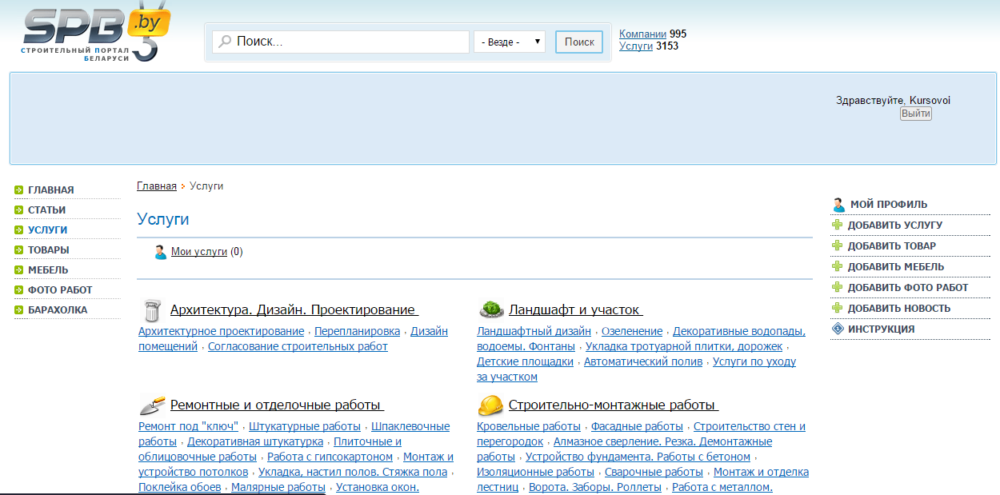 SPB.by
СТРОИТЕЛЬНЫЙ ПОРТАЛ
БЕЛАРУСИ
Поиск...
- Везде -
Поиск
Компании 995
Услуги 3153
Здравствуйте, Kursovoi
Выйти
ГЛАВНАЯ
СТАТЬИ
УСЛУГИ
ТОВАРЫ
МЕБЕЛЬ
ФОТО РАБОТ
БАРАХОЛКА
Главная Услуги
Услуги
Мои услуги (0)
Архитектура. Дизайн. Проектирование
Архитектурное проектирование , Перепланировка , Дизайн
помещений , Согласование строительных работ
Ландшафт и участок
Ландшафтный дизайн , Озеленение , Декоративные водопады,
водоемы. Фонтаны , Укладка тротуарной плитки, дорожек ,
Детские площадки , Автоматический полив , Услуги по уходу
за участком
Ремонтные и отделочные работы
Ремонт под "ключ" , Штукатурные работы , Шпаклевочные
работы , Декоративная штукатурка , Плиточные и
облицовочные работы , Работа с гипсокартоном , Монтаж и
устройство потолков , Укладка, настил полов. Стяжка пола ,
Поклейка обоев , Малярные работы , Установка окон.
Строительно-монтажные работы
Кровельные работы , Фасадные работы , Строительство стен и
перегородок , Алмазное сверление. Резка. Демонтажные
работы , Устройство фундамента. Работы с бетоном ,
Изоляционные работы , Сварочные работы , Монтаж и отделка
лестниц , Ворота. Заборы. Роллеты , Работа с металлом.
МОЙ ПРОФИЛЬ
ДОБАВИТЬ УСЛУГУ
ДОБАВИТЬ ТОВАР
ДОБАВИТЬ МЕБЕЛЬ
ДОБАВИТЬ ФОТО РАБОТ
ДОБАВИТЬ НОВОСТЬ
ИНСТРУКЦИЯ